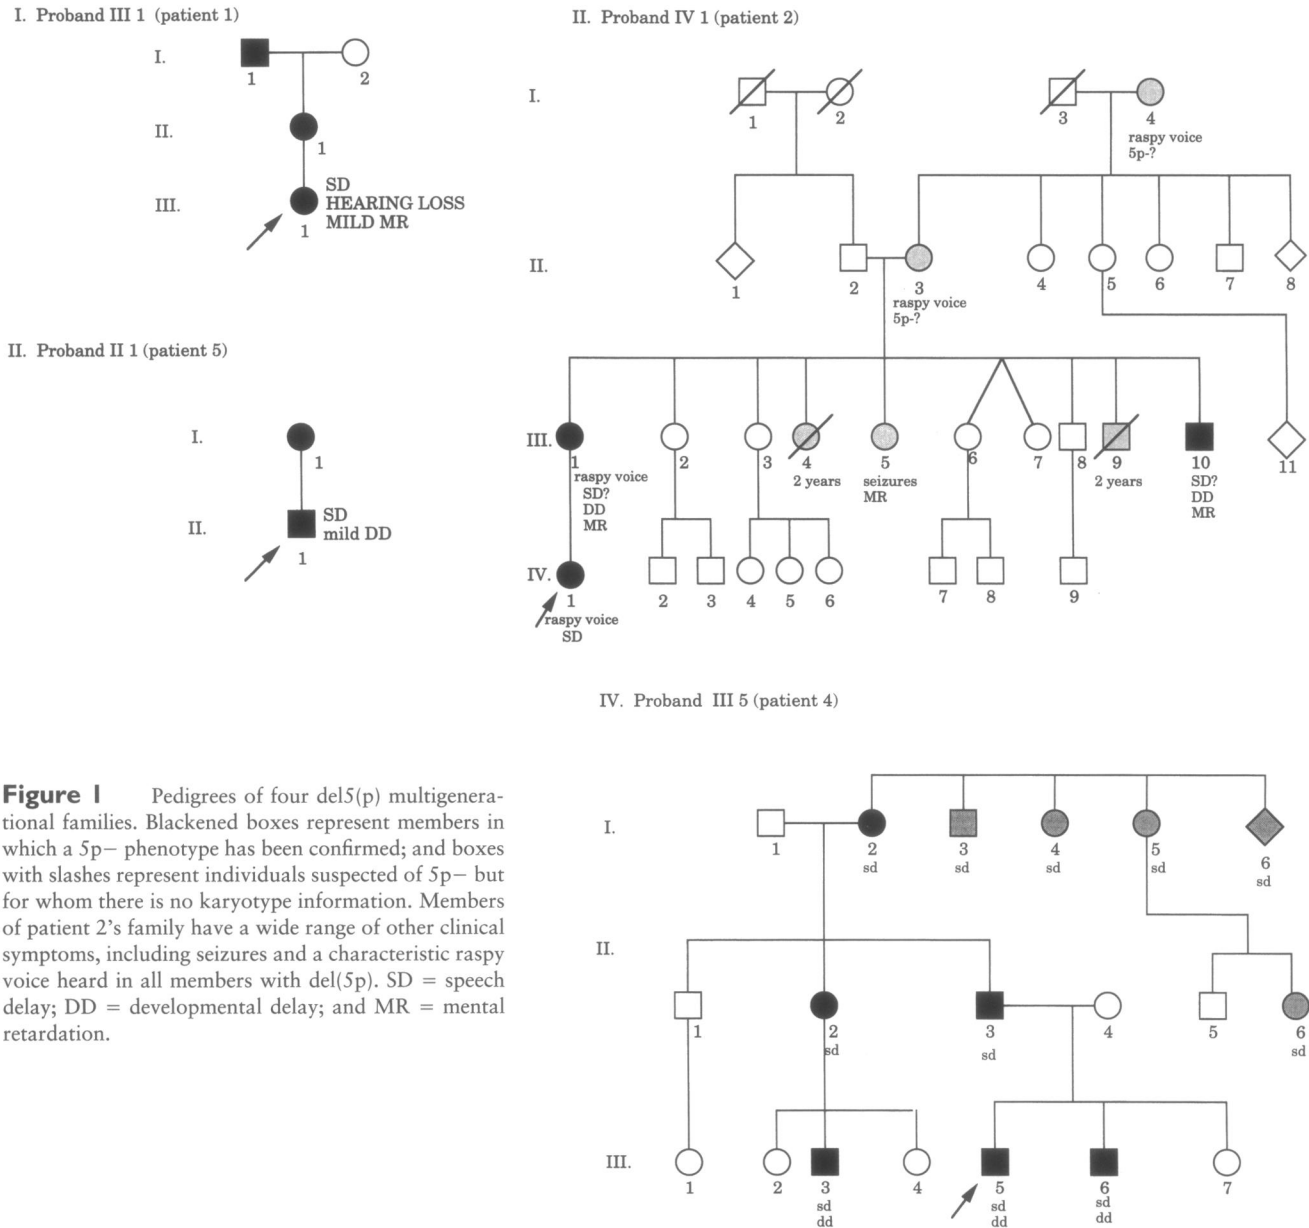 I. Proband III 1 (patient 1)
I.
1
2
II.
1
III.
SD
HEARING LOSS
MILD MR
1
II. Proband II 1 (patient 5)
I.
1
II.
SD
mild DD
1
II. Proband IV 1 (patient 2)
I.
1 2 3 4
raspy voice
5p-?
II.
1 2 3 4 5 6 7 8
raspy voice
5p-?
III.
1 2 3 4 5 6 7 8 9 10 11
raspy voice
SD?
DD
MR
2 years
seizures
MR
2 years
SD?
DD
MR
IV.
1 2 3 4 5 6 7 8 9
raspy voice
SD
IV. Proband III 5 (patient 4)
I.
1 2 3 4 5 6
sd sd sd sd sd
II.
1 2 3 4 5 6
sd sd sd
III.
1 2 3 4 5 6 7
sd sd sd
dd dd dd
Figure 1 Pedigrees of four del5(p) multigenera-
tional families. Blackened boxes represent members in
which a 5p− phenotype has been confirmed; and boxes
with slashes represent individuals suspected of 5p− but
for whom there is no karyotype information. Members
of patient 2's family have a wide range of other clinical
symptoms, including seizures and a characteristic raspy
voice heard in all members with del(5p). SD = speech
delay; DD = developmental delay; and MR = mental
retardation.